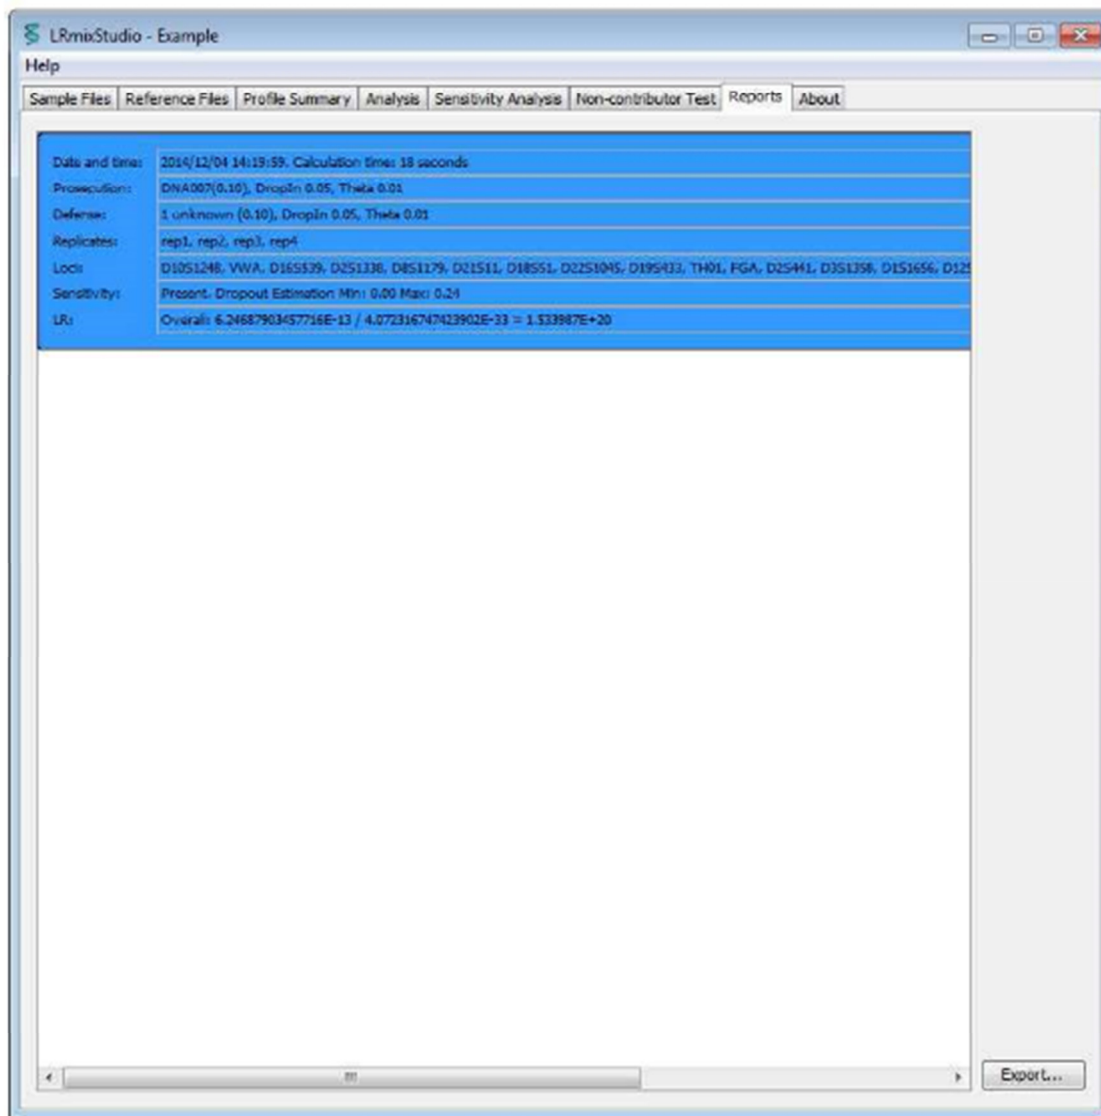 LRmixStudio - Example
Help
Sample Files Reference Files Profile Summary Analysis Sensitivity Analysis Non-contributor Test Reports About
Date and time: 2014/12/04 14:19:59. Calculation time: 18 seconds
Prosecution: DNA007(0.10), DropIn 0.05, Theta 0.01
Defense: 1 unknown (0.10), DropIn 0.05, Theta 0.01
Replicates: rep1, rep2, rep3, rep4
Loci: D10S1248, VWA, D16S539, D2S1338, D8S1179, D21S11, D18S51, D22S1045, D19S433, TH01, FGA, D2S441, D3S1358, D1S1656, D12S
Sensitivity: Present. Dropout Estimation Min: 0.00 Max: 0.24
LR: Overall: 6.24687903457716E-13 / 4.072316747423902E-33 = 1.533987E+20
Export...